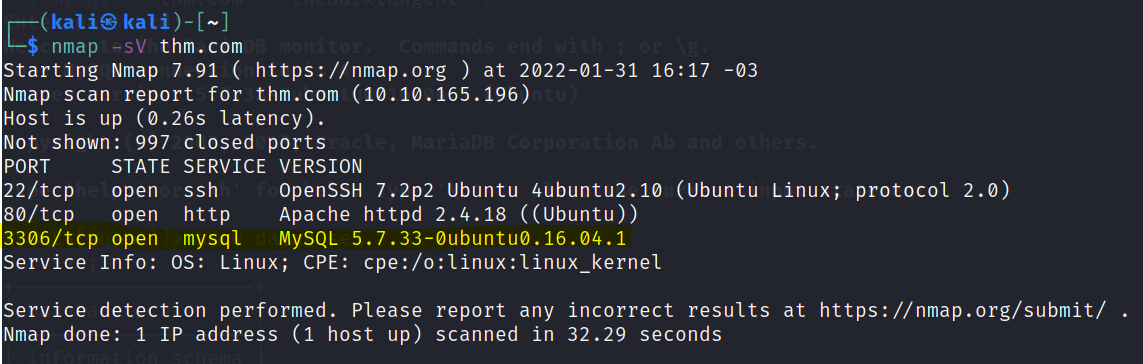 ┌──(kali㉿kali)-[~]
└─$ nmap -sV thm.com
Starting Nmap 7.91 ( https://nmap.org ) at 2022-01-31 16:17 -03
Nmap scan report for thm.com (10.10.165.196)
Host is up (0.26s latency).
Not shown: 997 closed ports
PORT     STATE SERVICE VERSION
22/tcp   open  ssh     OpenSSH 7.2p2 Ubuntu 4ubuntu2.10 (Ubuntu Linux; protocol 2.0)
80/tcp   open  http    Apache httpd 2.4.18 ((Ubuntu))
3306/tcp open  mysql   MySQL 5.7.33-0ubuntu0.16.04.1
Service Info: OS: Linux; CPE: cpe:/o:linux:linux_kernel
Service detection performed. Please report any incorrect results at https://nmap.org/submit/ .
Nmap done: 1 IP address (1 host up) scanned in 32.29 seconds
information_schema